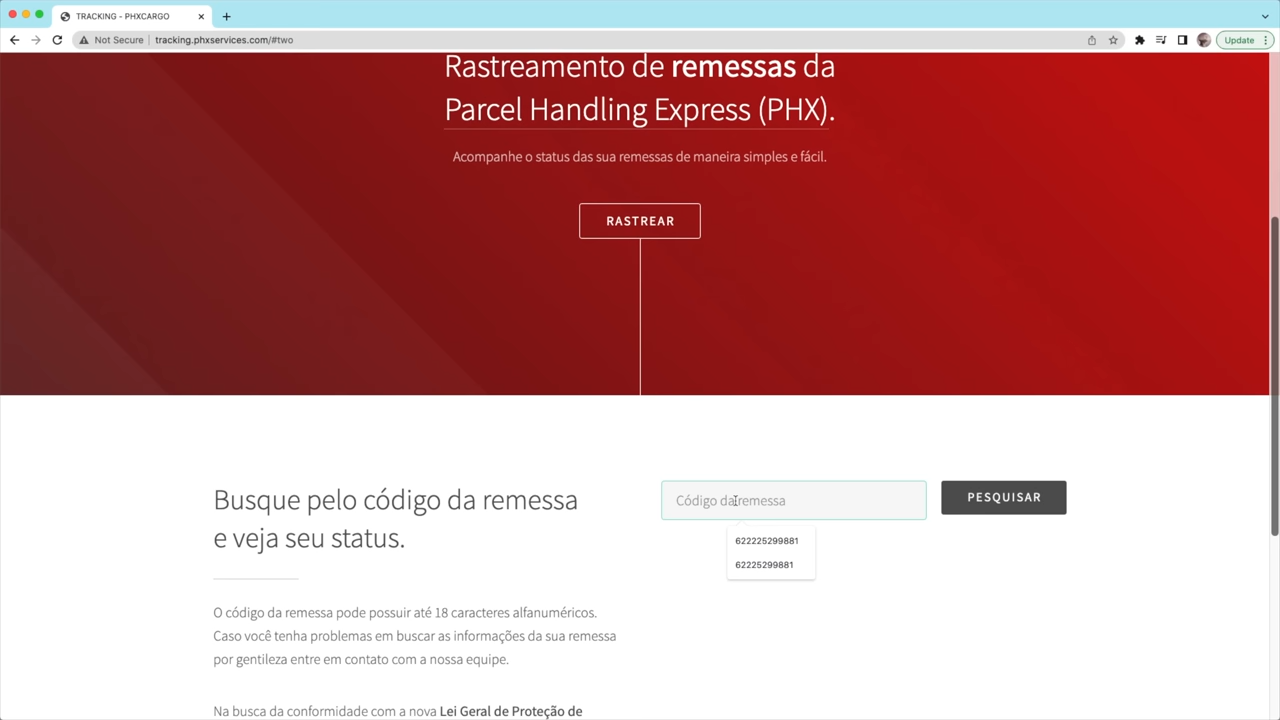 TRACKING - PHXCARGO
Not Secure
tracking.phxservices.com/#two
Update
Rastreamento de remessas da
Parcel Handling Express (PHX).
Acompanhe o status das sua remessas de maneira simples e fácil.
RASTREAR
Busque pelo código da remessa
e veja seu status.
Código da remessa
PESQUISAR
622225299881
62225299881
O código da remessa pode possuir até 18 caracteres alfanuméricos.
Caso você tenha problemas em buscar as informações da sua remessa
por gentileza entre em contato com a nossa equipe.
Na busca da conformidade com a nova Lei Geral de Proteção de